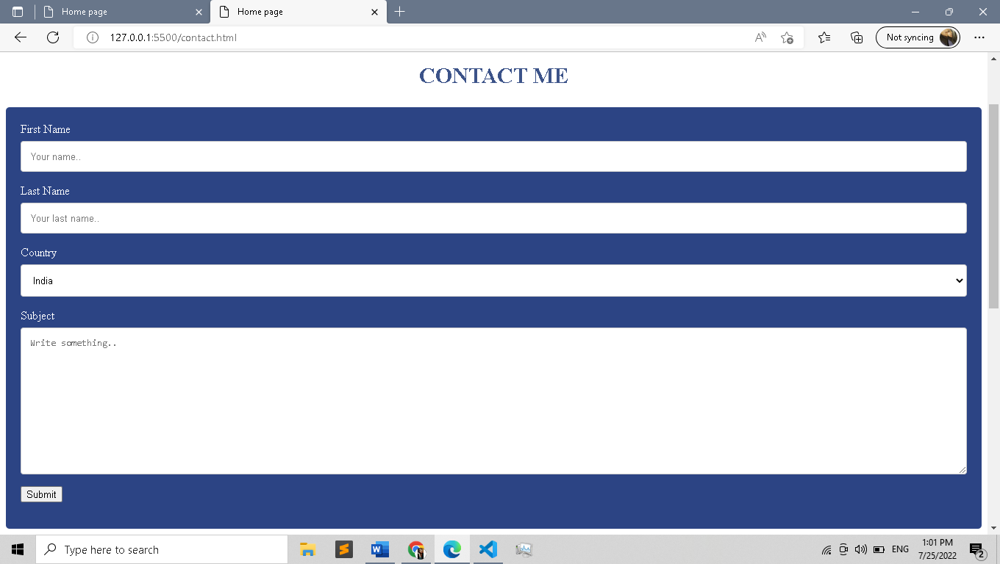 Home page
Home page
127.0.0.1:5500/contact.html
Not syncing
CONTACT ME
First Name
Your name..
Last Name
Your last name..
Country
India
Subject
Write something..
Submit
Type here to search
ENG
1:01 PM
7/25/2022
2